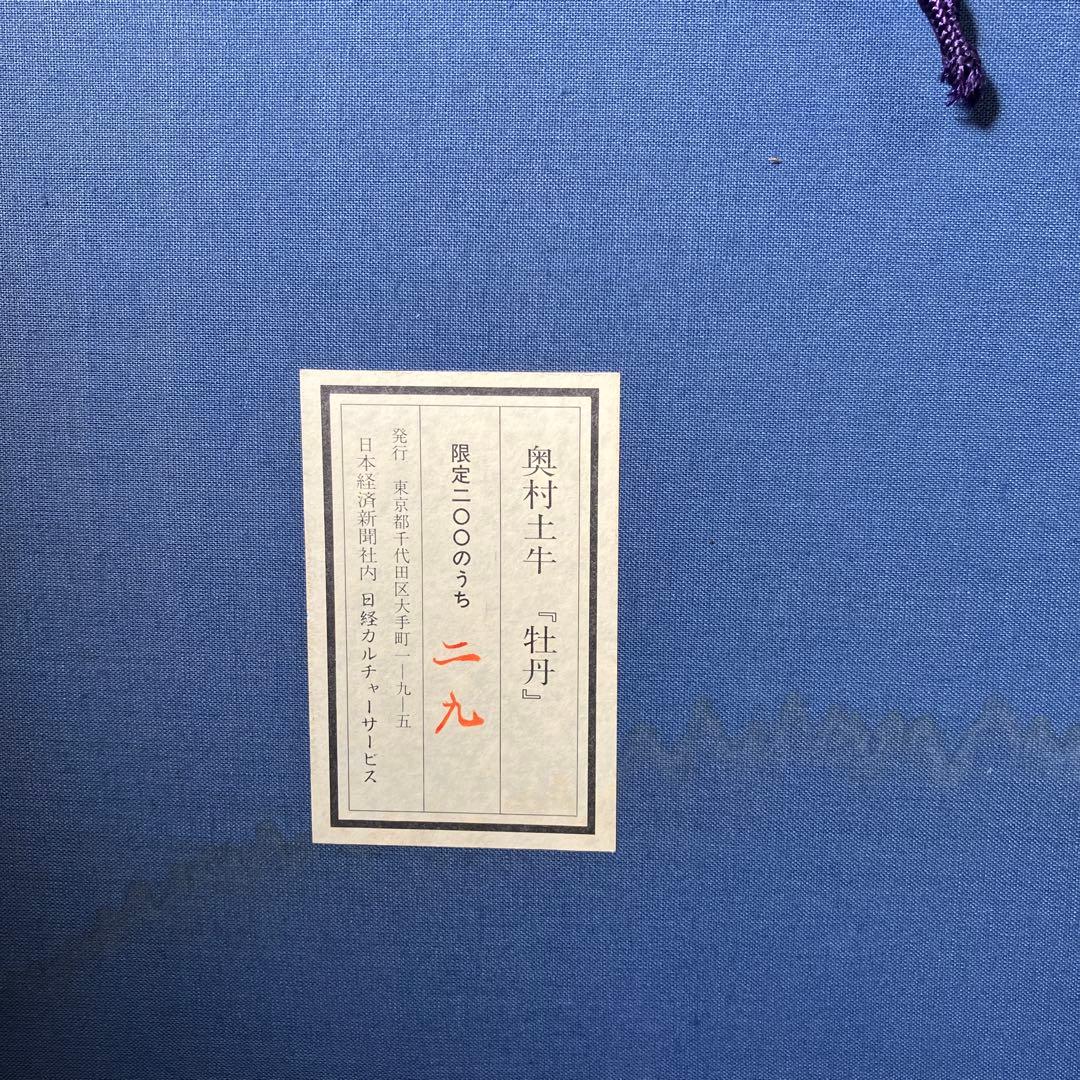 奥村土牛 『牡丹』
限定二〇〇のうち 二九
発行 東京都千代田区大手町一―九―五
日本経済新聞社内 日経カルチャーサービス